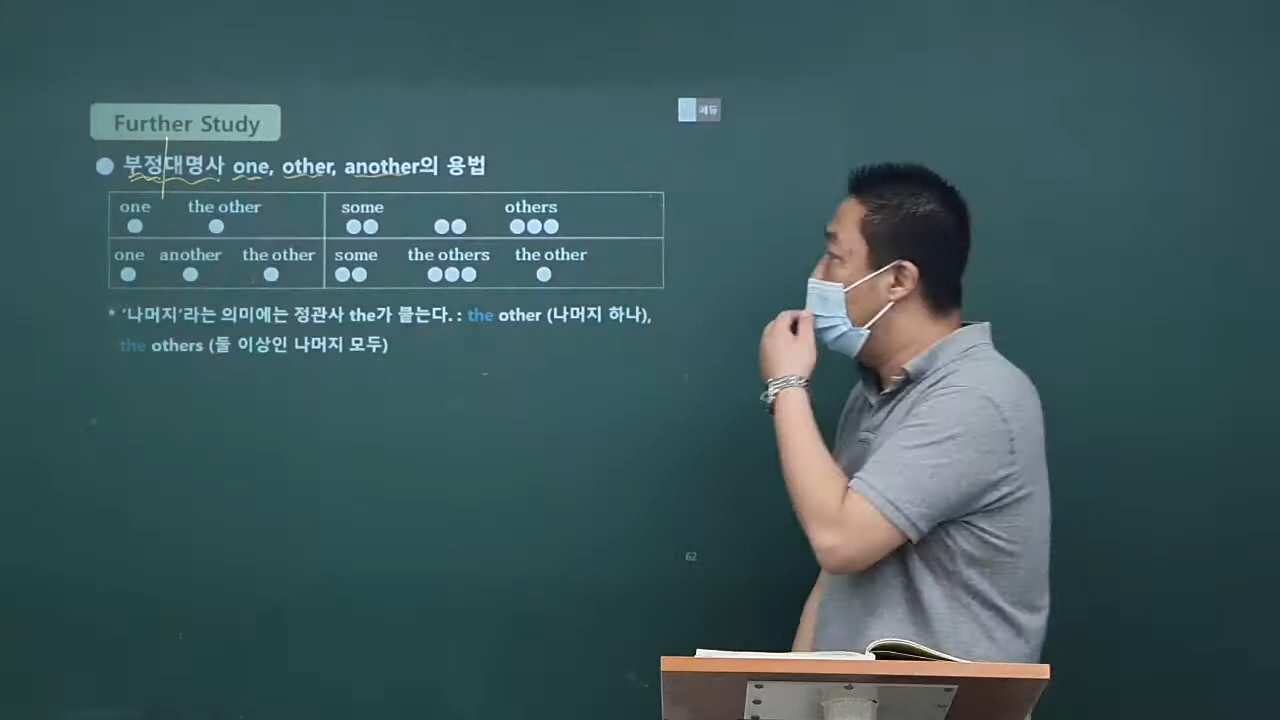 Further Study
쎄듀
부정대명사 one, other, another의 용법
one the other some others
one another the other some the others the other
* '나머지'라는 의미에는 정관사 the가 붙는다. : the other (나머지 하나),
the others (둘 이상인 나머지 모두)
62